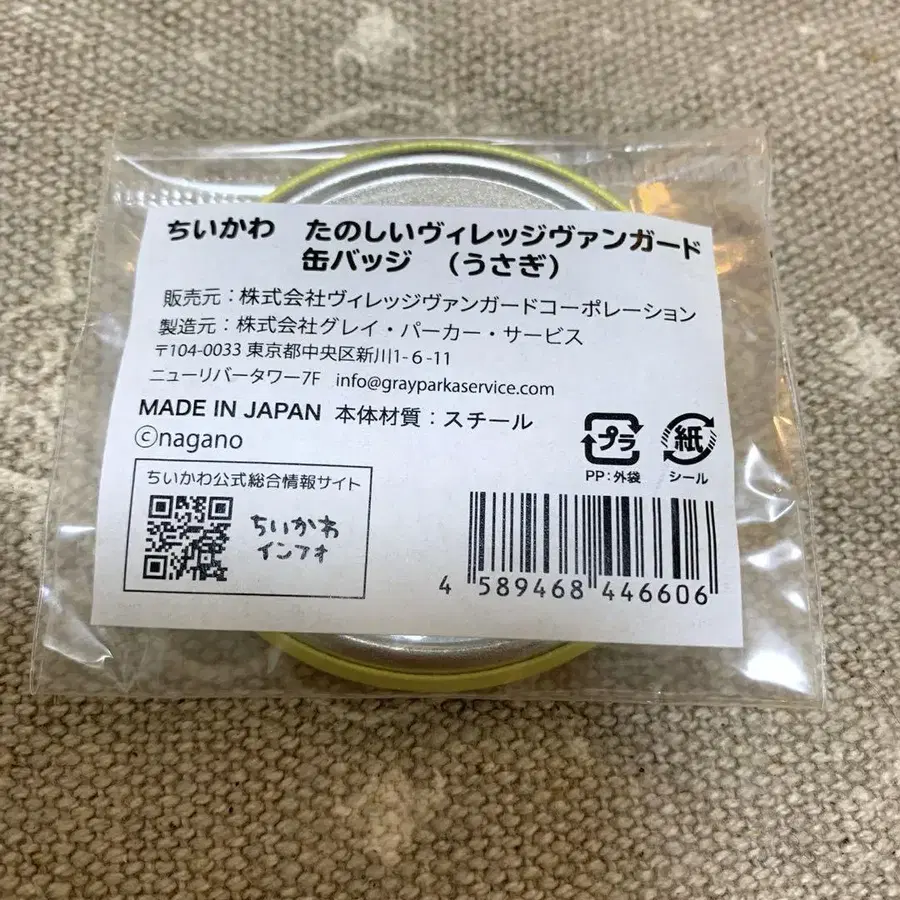 ちいかわ たのしいヴィレッジヴァンガード
缶バッジ (うさぎ)
販売元:株式会社ヴィレッジヴァンガードコーポレーション
製造元:株式会社グレイ・パーカー・サービス
〒104-0033 東京都中央区新川1-6-11
ニューリバータワー7F info@grayparkaservice.com
MADE IN JAPAN 本体材質:スチール
©nagano
プラ
PP:外袋
紙
シール
ちいかわ公式総合情報サイト
ちいかわ
インフォ
4 589468 446606